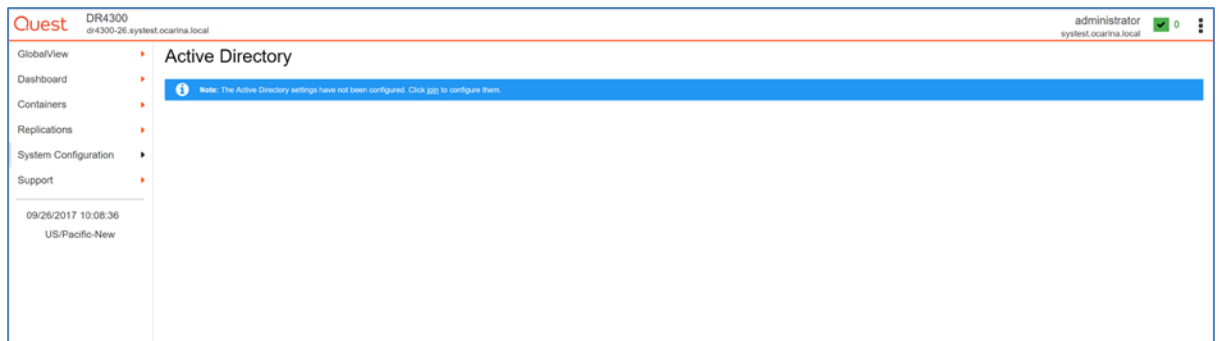 Quest
DR4300
dr4300-26.systest.ocarina.local
administrator
systest.ocarina.local
0
GlobalView
Dashboard
Containers
Replications
System Configuration
Support
09/26/2017 10:08:36
US/Pacific-New
Active Directory
Note: The Active Directory settings have not been configured. Click join to configure them.